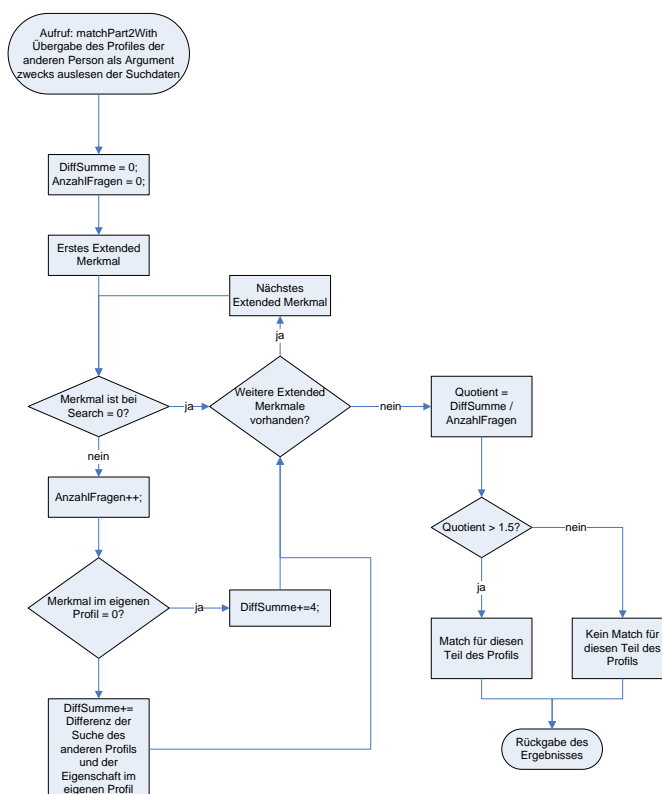 Aufruf: matchPart2With
Übergabe des Profiles der
anderen Person als Argument
zwecks auslesen der Suchdaten
DiffSumme = 0;
AnzahlFragen = 0;
Erstes Extended
Merkmal
Nächstes
Extended Merkmal
ja
Merkmal ist bei
Search = 0?
ja
Weitere Extended
Merkmale
vorhanden?
nein
Quotient =
DiffSumme /
AnzahlFragen
nein
AnzahlFragen++;
Quotient > 1.5?
nein
ja
Merkmal im eigenen
Profil = 0?
ja
DiffSumme+=4;
Match für diesen
Teil des Profils
Kein Match für
diesen Teil des
Profils
DiffSumme+=
Differenz der
Suche des
anderen Profils
und der
Eigenschaft im
eigenen Profil
Rückgabe des
Ergebnisses